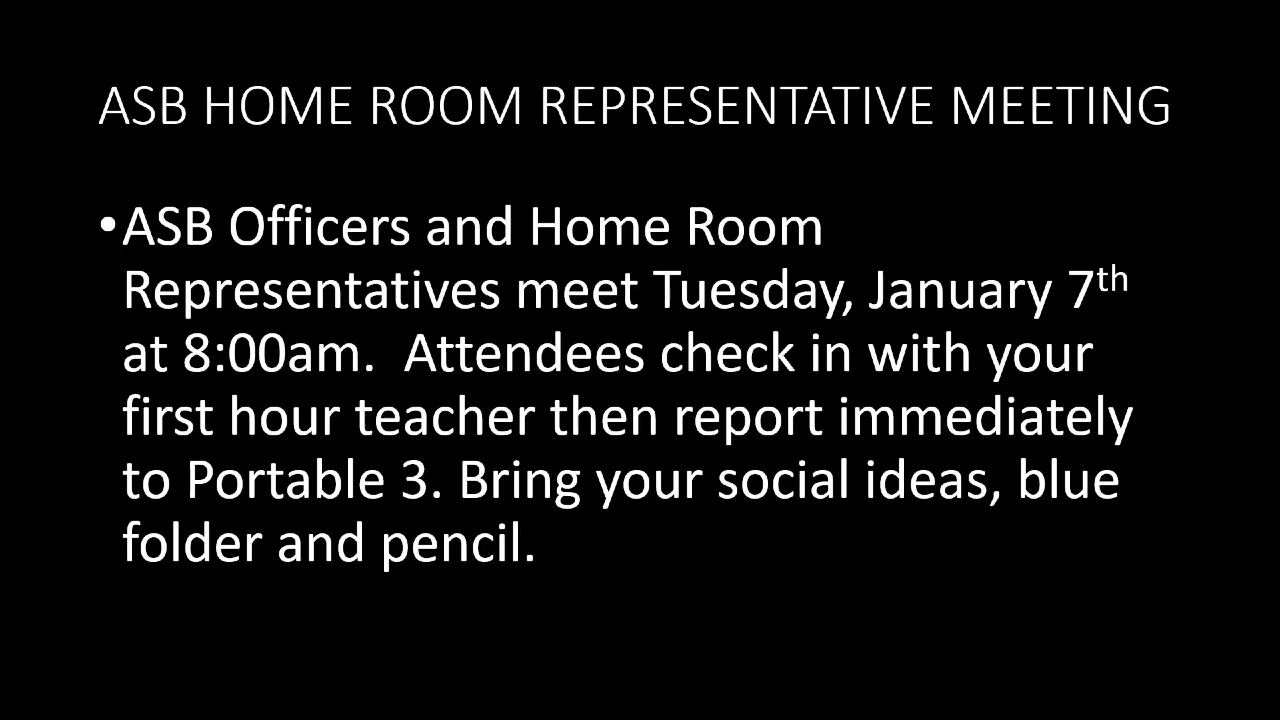 ASB HOME ROOM REPRESENTATIVE MEETING
•ASB Officers and Home Room
Representatives meet Tuesday, January 7th
at 8:00am.  Attendees check in with your
first hour teacher then report immediately
to Portable 3. Bring your social ideas, blue
folder and pencil.